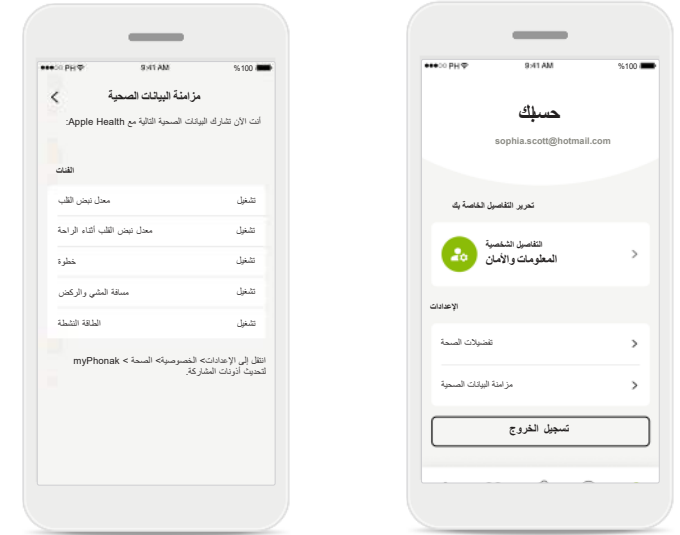 PH 9:41 AM %100
مزامنة البيانات الصحية
أنت الآن تشارك البيانات الصحية التالية مع Apple Health:
الفئات
معدل نبض القلب تشغيل
معدل نبض القلب أثناء الراحة تشغيل
خطوة تشغيل
مسافة المشي والركض تشغيل
الطاقة النشطة تشغيل
انتقل إلى الإعدادات> الخصوصية> الصحة > myPhonak
لتحديث أذونات المشاركة.
PH 9:41 AM %100
حسبك
sophia.scott@hotmail.com
تحرير التفاصيل الخاصة بك
التفاصيل الشخصية
المعلومات والأمان
الإعدادات
تفضيلات الصحة
مزامنة البيانات الصحية
تسجيل الخروج